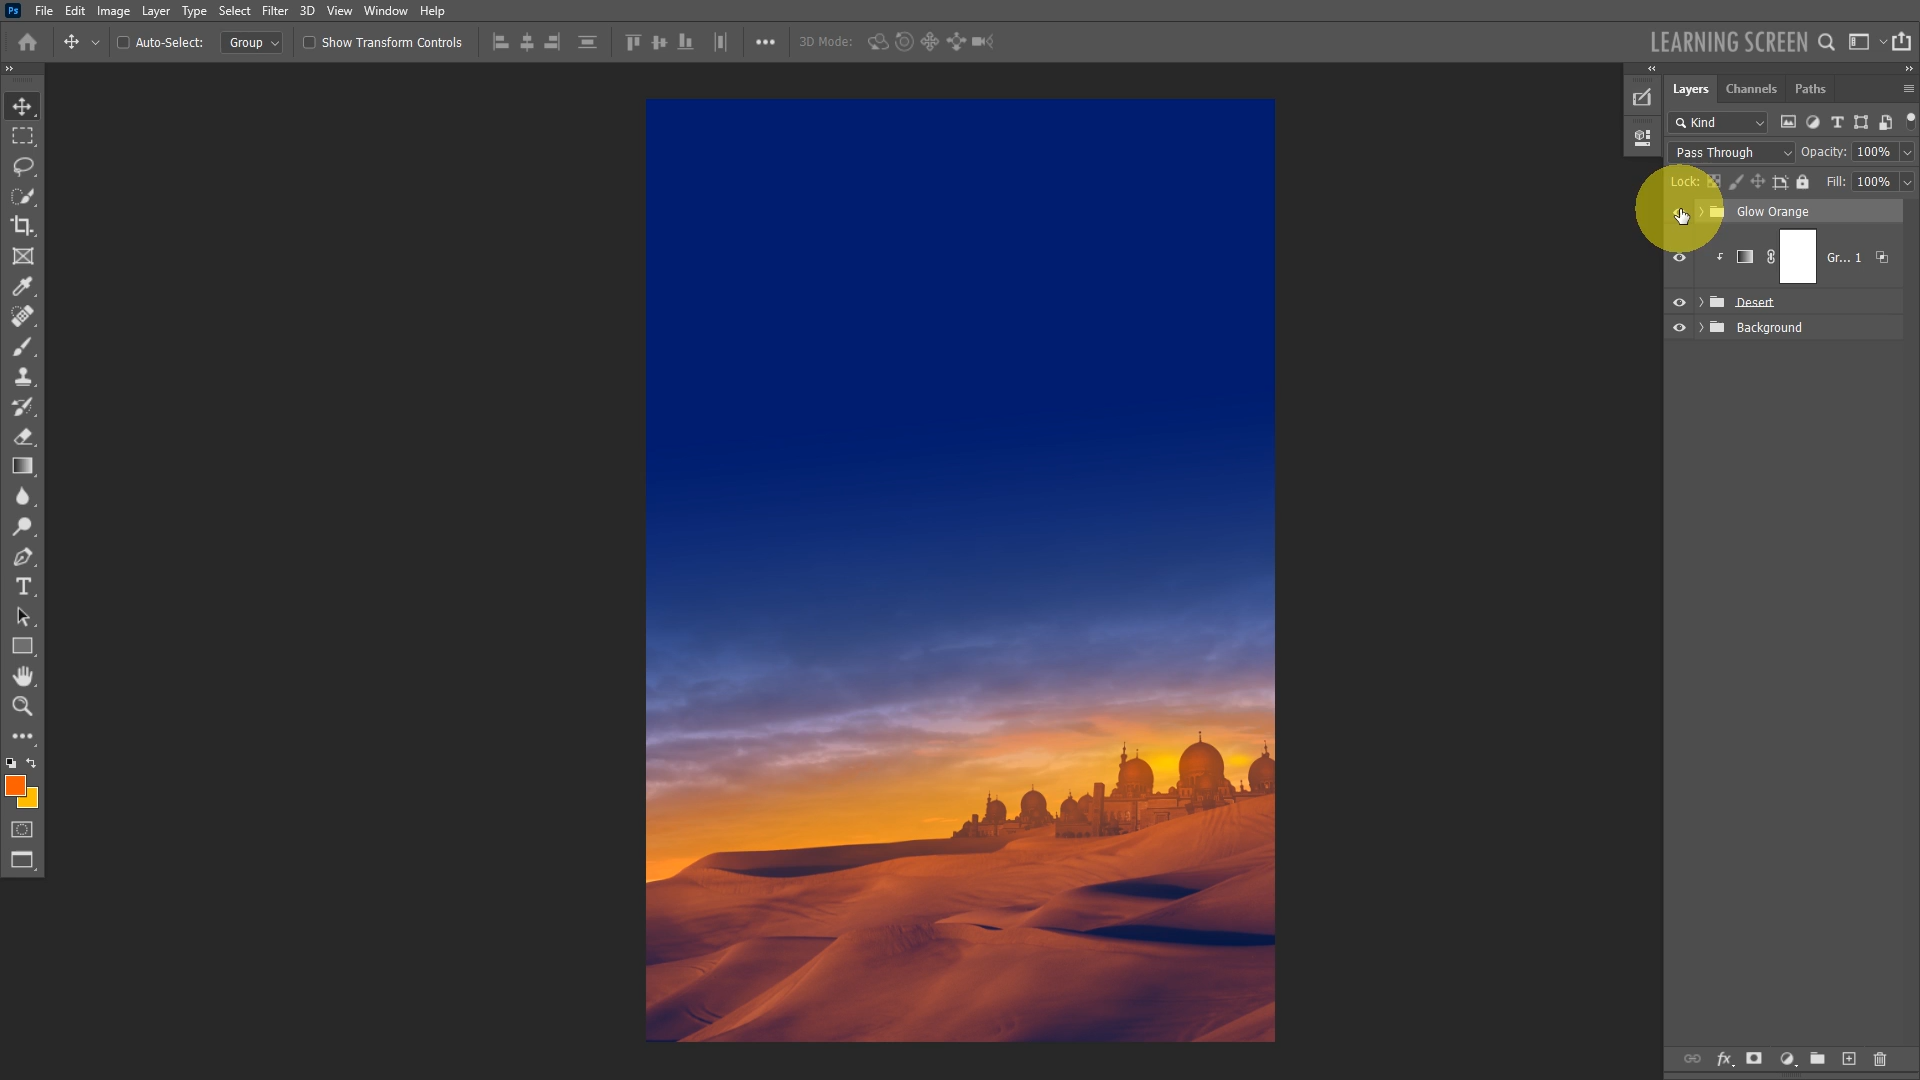 Ps File Edit Image Layer Type Select Filter 3D View Window Help
Auto-Select: Group Show Transform Controls 3D Mode: LEARNING SCREEN
Layers Channels Paths
Kind
Pass Through Opacity: 100%
Lock: Fill: 100%
Glow Orange
Gr... 1
Desert
Background
fx